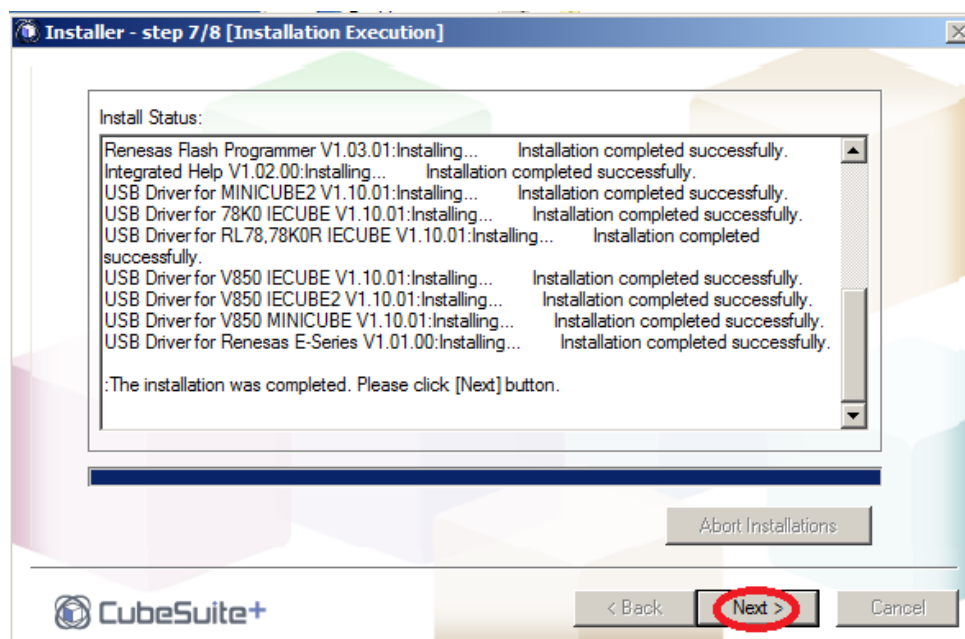 Installer - step 7/8 [Installation Execution]
Install Status:
Renesas Flash Programmer V1.03.01:Installing... Installation completed successfully.
Integrated Help V1.02.00:Installing... Installation completed successfully.
USB Driver for MINICUBE2 V1.10.01:Installing... Installation completed successfully.
USB Driver for 78K0 IECUBE V1.10.01:Installing... Installation completed successfully.
USB Driver for RL78,78K0R IECUBE V1.10.01:Installing... Installation completed
successfully.
USB Driver for V850 IECUBE V1.10.01:Installing... Installation completed successfully.
USB Driver for V850 IECUBE2 V1.10.01:Installing... Installation completed successfully.
USB Driver for V850 MINICUBE V1.10.01:Installing... Installation completed successfully.
USB Driver for Renesas E-Series V1.01.00:Installing... Installation completed successfully.
:The installation was completed. Please click [Next] button.
Abort Installations
CubeSuite+
< Back Next > Cancel